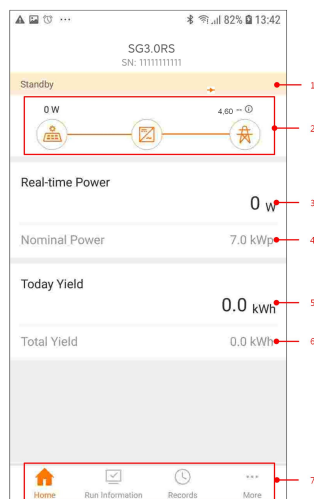 82% 13:42
SG3.0RS
SN: 11111111111
Standby
1
0 W
4,60 --
2
Real-time Power
0 W
3
Nominal Power
7.0 kWp
4
Today Yield
0.0 kWh
5
Total Yield
0.0 kWh
6
Home
Run Information
Records
More
7